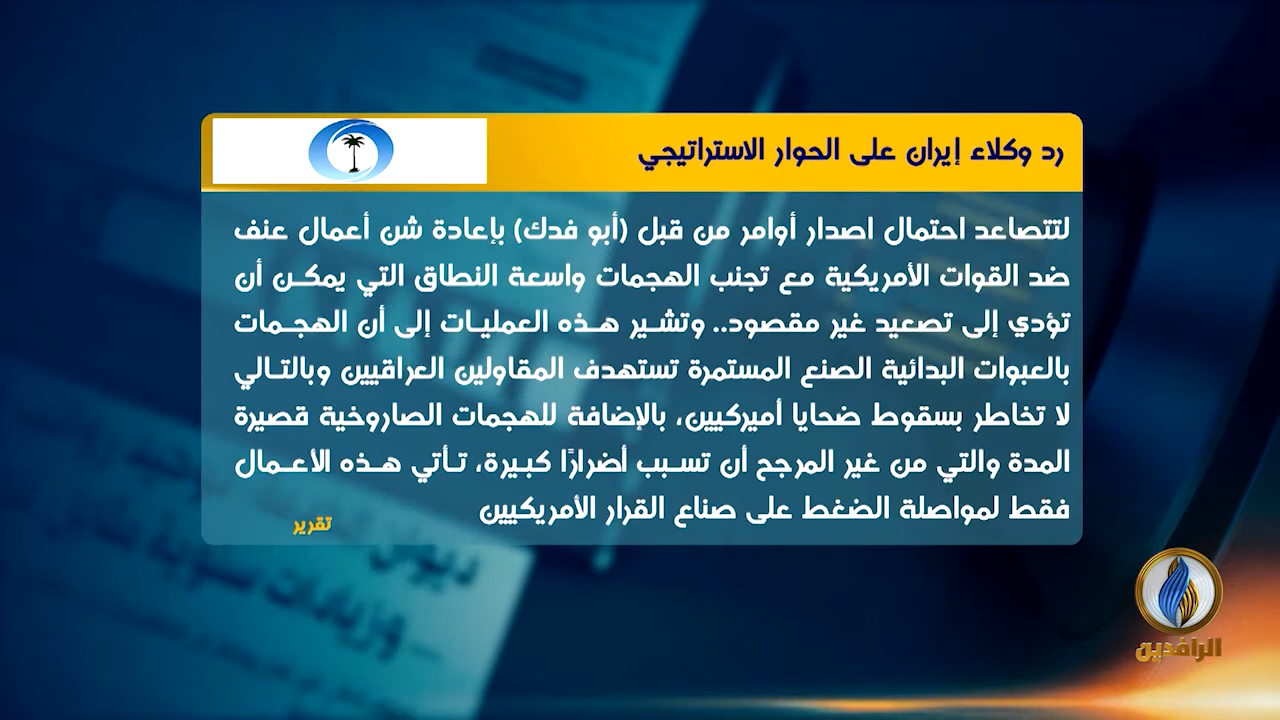 رد وكلاء إيران على الحوار الاستراتيجي
لتتصاعد احتمال اصدار أوامر من قبل (أبو فدك) بإعادة شن أعمال عنف
ضد القوات الأمريكية مع تجنب الهجمات واسعة النطاق التي يمكن أن
تؤدي إلى تصعيد غير مقصود.. وتشير هذه العمليات إلى أن الهجمات
بالعبوات البدائية الصنع المستمرة تستهدف المقاولين العراقيين وبالتالي
لا تخاطر بسقوط ضحايا أميركيين، بالإضافة للهجمات الصاروخية قصيرة
المدة والتي من غير المرجح أن تسبب أضرارًا كبيرة، تأتي هذه الأعمال
فقط لمواصلة الضغط على صناع القرار الأمريكيين
تقرير
ديون
وزيادات سنوية
الرافدين